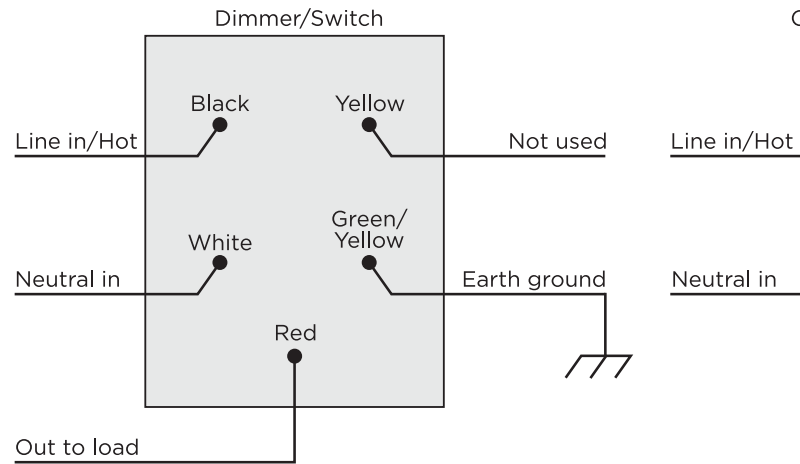 Dimmer/Switch
Black
Yellow
Line in/Hot
Not used
Line in/Hot
White
Green/
Yellow
Neutral in
Earth ground
Neutral in
Red
Out to load